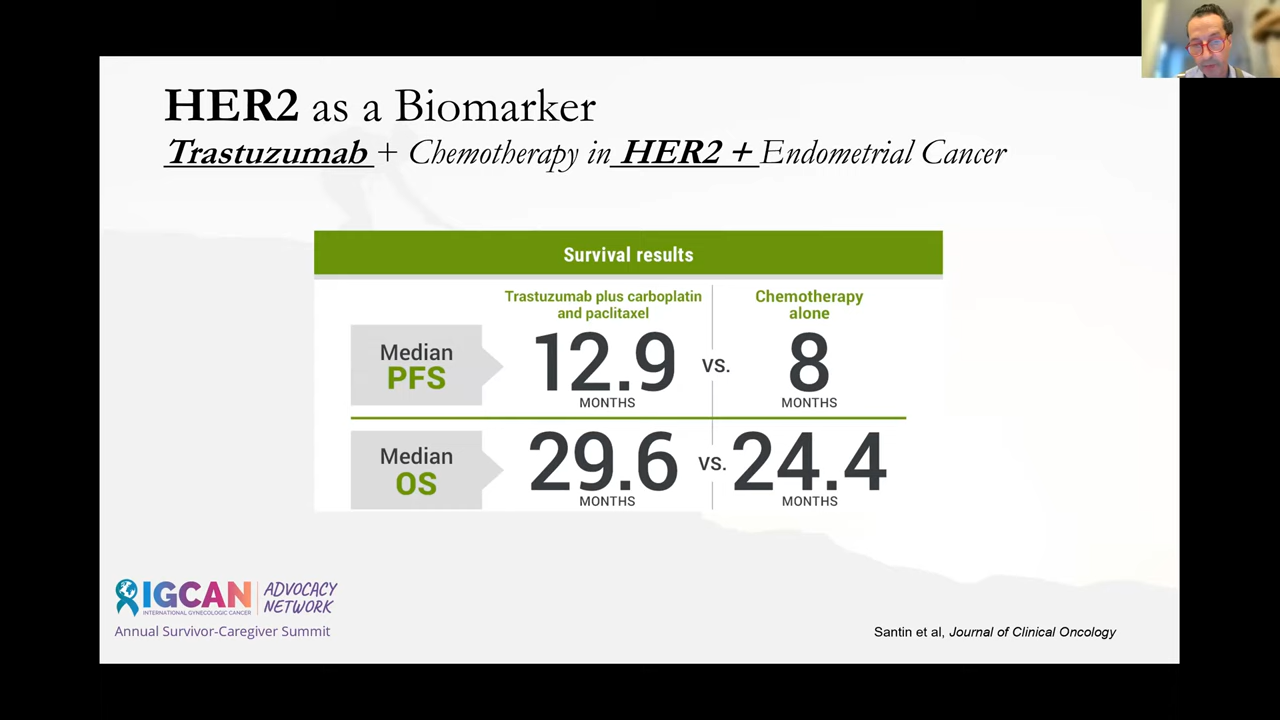 HER2 as a Biomarker
Trastuzumab + Chemotherapy in HER2 + Endometrial Cancer
Survival results
Trastuzumab plus carboplatin
and paclitaxel
Chemotherapy
alone
Median
PFS
12.9
MONTHS
VS.
8
MONTHS
Median
OS
29.6
MONTHS
VS.
24.4
MONTHS
IGCAN
INTERNATIONAL GYNECOLOGIC CANCER
ADVOCACY
NETWORK
Annual Survivor-Caregiver Summit
Santin et al, Journal of Clinical Oncology